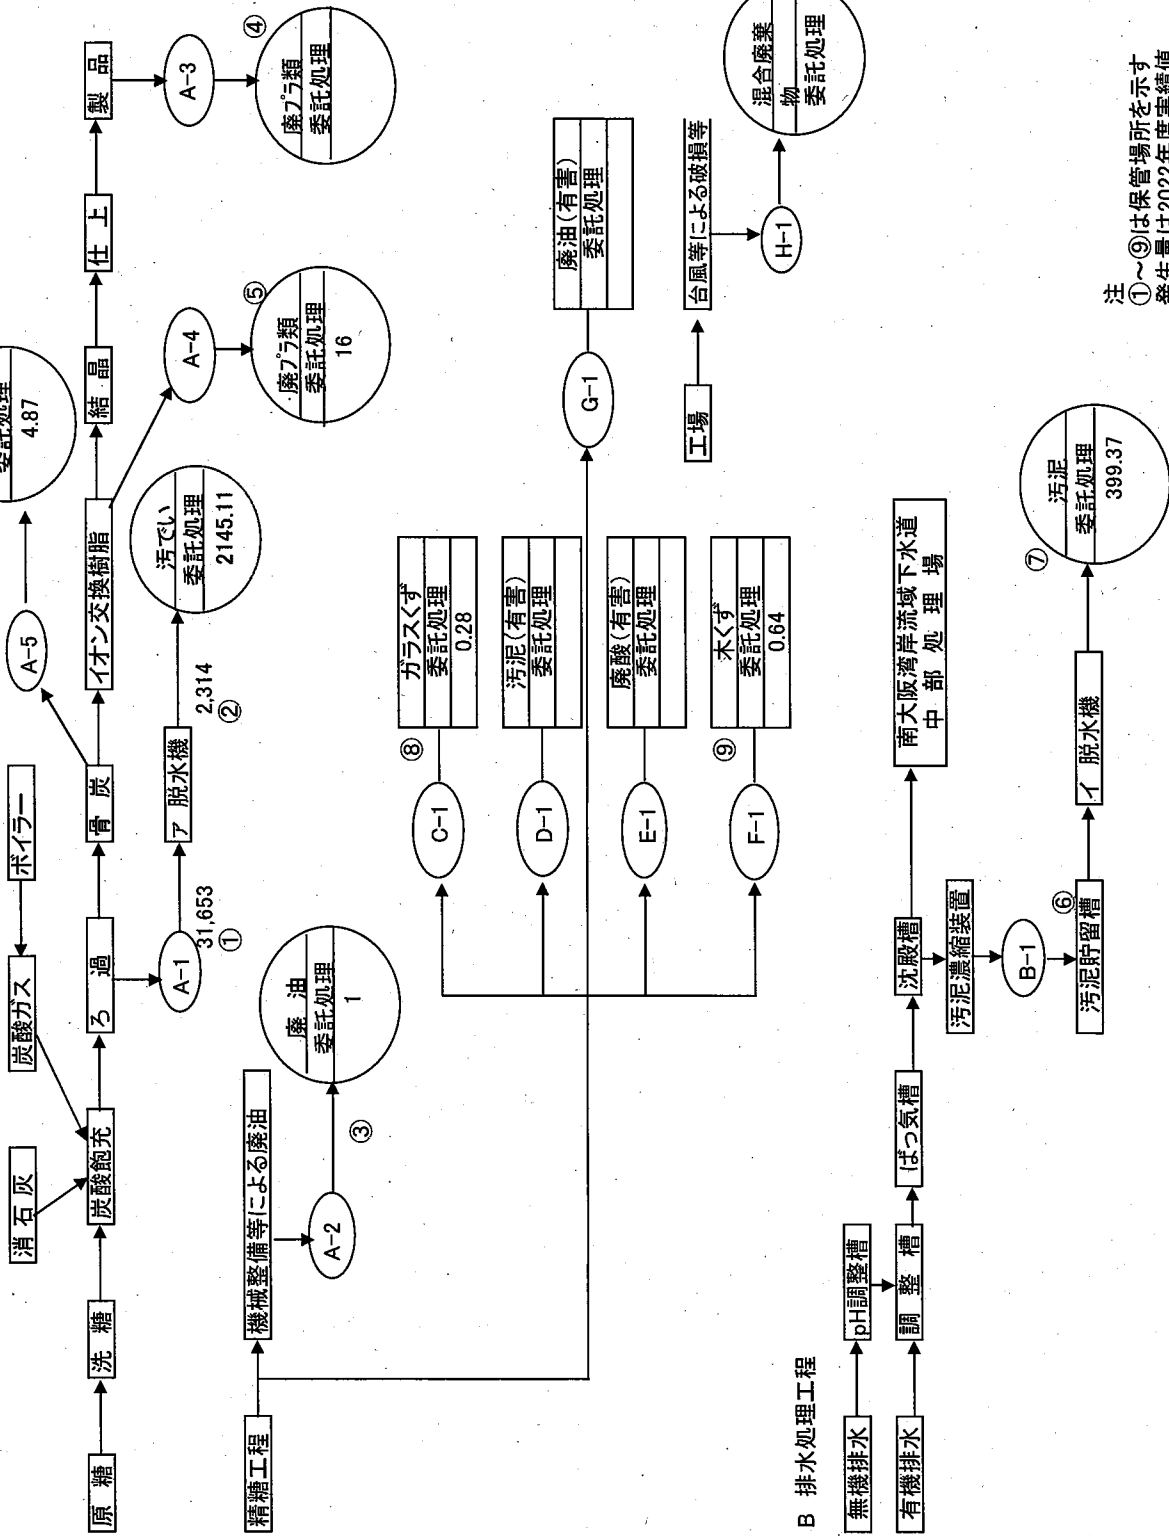 消 石 灰
炭酸ガス
ボイラー
原 糖
洗 糖
炭酸飽充
ろ 過
骨 炭
イオン交換樹脂
結 晶
仕 上
製 品
A-5
4.87
A-1
31,653
①
ア 脱水機
2,314
②
汚でい
委託処理
2145.11
A-4
⑤
廃プラ類
委託処理
16
A-3
④
廃プラ類
委託処理
精糖工程
機械整備等による廃油
A-2
③
廃 油
委託処理
1
C-1
⑧
ガラスくず
委託処理
0.28
D-1
汚泥(有害)
委託処理
E-1
廃酸(有害)
委託処理
F-1
⑨
木くず
委託処理
0.64
G-1
廃油(有害)
委託処理
工場
台風等による破損等
H-1
混合廃棄
物
委託処理
B 排水処理工程
無機排水
pH調整槽
有機排水
調 整 槽
ばっ気槽
沈殿槽
南大阪湾岸流域下水道
中 部 処 理 場
汚泥濃縮装置
B-1
⑥
汚泥貯留槽
イ 脱水機
⑦
汚泥
委託処理
399.37
注
①～⑨は保管場所を示す
発生量は2022年度実績値